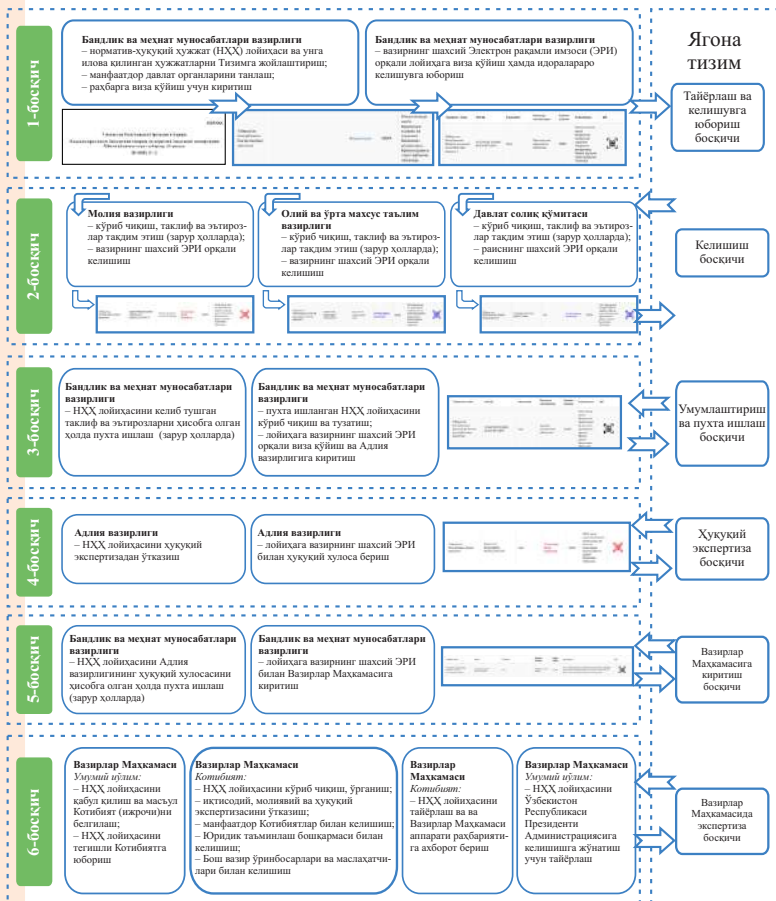 1-босқич
Бандлик ва меҳнат муносабатлари вазирлиги
– норматив-ҳуқуқий ҳужжат (НҲҲ) лойиҳаси ва унга
илова қилинган ҳужжатларни Тизимга жойлаштириш;
– манфаатдор давлат органларини танлаш;
– раҳбарга виза қўйиш учун киритиш
Бандлик ва меҳнат муносабатлари вазирлиги
– вазирнинг шахсий Электрон рақамли имзоси (ЭРИ)
орқали лойиҳага виза қўйиш ҳамда идоралараро
келишувга юбориш
Ягона
тизим
Тайёрлаш ва
келишувга
юбориш
босқичи
2-босқич
Молия вазирлиги
– кўриб чиқиш, таклиф ва эътироз-
лар тақдим этиш (зарур ҳолларда);
– вазирнинг шахсий ЭРИ орқали
келишиш
Олий ва ўрта махсус таълим
вазирлиги
– кўриб чиқиш, таклиф ва эътироз-
лар тақдим этиш (зарур ҳолларда);
– вазирнинг шахсий ЭРИ орқали
келишиш
Давлат солиқ қўмитаси
– кўриб чиқиш, таклиф ва эътироз-
лар тақдим этиш (зарур ҳолларда);
– раиснинг шахсий ЭРИ орқали
келишиш
Келишиш
босқичи
3-босқич
Бандлик ва меҳнат муносабатлари
вазирлиги
– НҲҲ лойиҳасини келиб тушган
таклиф ва эътирозларни ҳисобга олган
ҳолда пухта ишлаш (зарур ҳолларда)
Бандлик ва меҳнат муносабатлари
вазирлиги
– пухта ишланган НҲҲ лойиҳасини
кўриб чиқиш ва тузатиш;
– лойиҳага вазирнинг шахсий ЭРИ
орқали виза қўйиш ва Адлия
вазирлигига киритиш
Умумлаштириш
ва пухта ишлаш
босқичи
4-босқич
Адлия вазирлиги
– НҲҲ лойиҳасини ҳуқуқий
экспертизадан ўтказиш
Адлия вазирлиги
– лойиҳага вазирнинг шахсий ЭРИ
билан ҳуқуқий хулоса бериш
Ҳуқуқий
экспертиза
босқичи
5-босқич
Бандлик ва меҳнат муносабатлари
вазирлиги
– НҲҲ лойиҳасини Адлия
вазирлигининг ҳуқуқий хулосасини
ҳисобга олган ҳолда пухта ишлаш
(зарур ҳолларда)
Бандлик ва меҳнат муносабатлари
вазирлиги
– лойиҳага вазирнинг шахсий ЭРИ
билан Вазирлар Маҳкамасига
киритиш
Вазирлар
Маҳкамасига
киритиш
босқичи
6-босқич
Вазирлар Маҳкамаси
Умумий йўлим:
– НҲҲ лойиҳасини
қабул қилиш ва масъул
Котибият (ижрочи)ни
белгилаш;
– НҲҲ лойиҳасини
тегишли Котибиятга
юбориш
Вазирлар Маҳкамаси
Котибият:
– НҲҲ лойиҳасини кўриб чиқиш, ўрганиш;
– иқтисодий, молиявий ва ҳуқуқий
экспертизасини ўтказиш;
– манфаатдор Котибиятлар билан келишиш;
– Юридик таъминлаш бошқармаси билан
келишиш;
– Бош вазир ўринбосарлари ва маслаҳатчи-
лари билан келишиш
Вазирлар
Маҳкамаси
Котибият:
– НҲҲ лойиҳасини
тайёрлаш ва ва
Вазирлар Маҳкамаси
аппарати раҳбарияти-
га ахборот бериш
Вазирлар Маҳкамаси
Умумий йўлим:
– НҲҲ лойиҳасини
Ўзбекистон
Республикаси
Президенти
Администрациясига
келишишга жўнатиш
учун тайёрлаш
Вазирлар
Маҳкамасида
экспертиза
босқичи